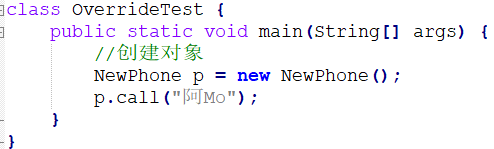 class OverrideTest {
    public static void main(String[] args) {
        //创建对象
        NewPhone p = new NewPhone();
        p.call("阿Mo");
    }
}